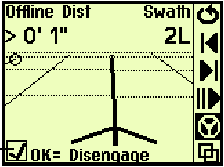 Offline Dist Swath
> 0' 1" 2L
OK= Disengage